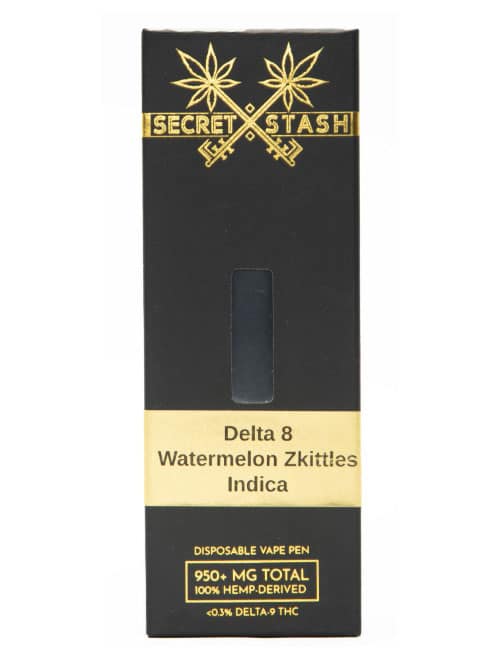 SECRET STASH
Delta 8
Watermelon Zkittles
Indica
DISPOSABLE VAPE PEN
950+ MG TOTAL
100% HEMP-DERIVED
<0.3% DELTA-9 THC